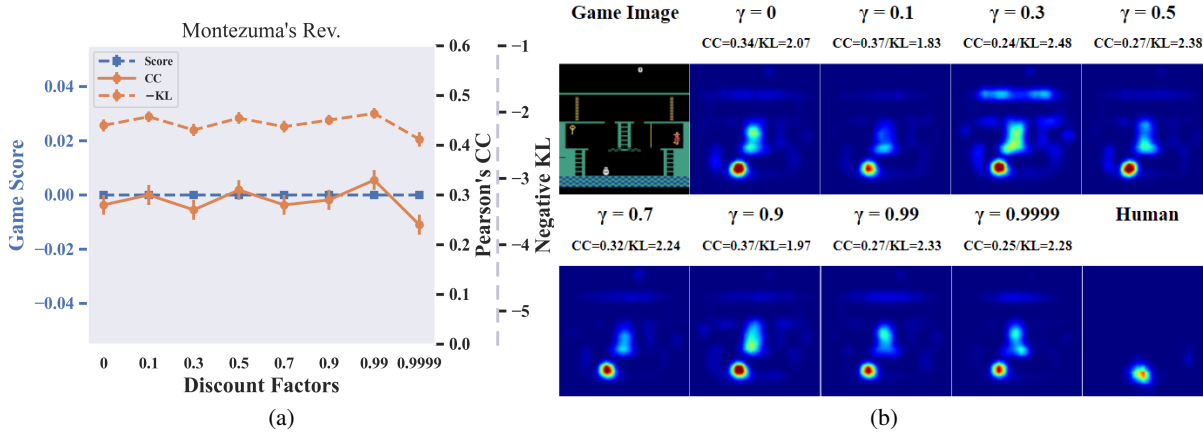 Montezuma's Rev.
Score
CC
−KL
0.04
0.02
0.00
−0.02
−0.04
Game Score
0.6
0.5
0.4
0.3
0.2
0.1
0.0
Pearson's CC
−1
−2
−3
−4
−5
Negative KL
0 0.1 0.3 0.5 0.7 0.9 0.99 0.9999
Discount Factors
(a)
Game Image γ = 0 γ = 0.1 γ = 0.3 γ = 0.5
CC=0.34/KL=2.07 CC=0.37/KL=1.83 CC=0.24/KL=2.48 CC=0.27/KL=2.38
γ = 0.7 γ = 0.9 γ = 0.99 γ = 0.9999 Human
CC=0.32/KL=2.24 CC=0.37/KL=1.97 CC=0.27/KL=2.33 CC=0.25/KL=2.28
(b)